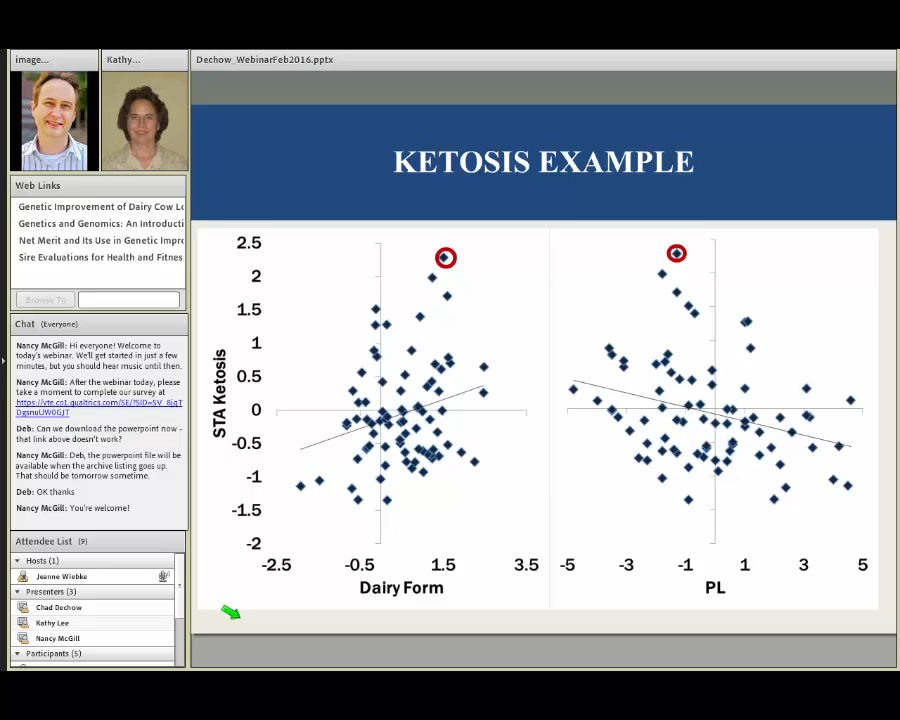 image...
Kathy...
Dechow_WebinarFeb2016.pptx
Web Links
Genetic Improvement of Dairy Cow Lo
Genetics and Genomics: An Introducti
Net Merit and Its Use in Genetic Impro
Sire Evaluations for Health and Fitnes
Browse To
Chat (Everyone)
Nancy McGill: Hi everyone! Welcome to
today's webinar. We'll get started in just a few
minutes, but you should hear music until then.
Nancy McGill: After the webinar today, please
take a moment to complete our survey at
Deb: Can we download the powerpoint now -
that link above doesn't work?
Nancy McGill: Deb, the powerpoint file will be
available when the archive listing goes up.
That should be tomorrow sometime.
Deb: OK thanks
Nancy McGill: You're welcome!
Attendee List (9)
Hosts (1)
Jeanne Wiebke
Presenters (3)
Chad Dechow
Kathy Lee
Nancy McGill
Participants (5)
KETOSIS EXAMPLE
STA Ketosis
2.5
2
1.5
1
0.5
0
-0.5
-1
-1.5
-2
-2.5 -0.5 1.5 3.5
Dairy Form
-5 -3 -1 1 3 5
PL